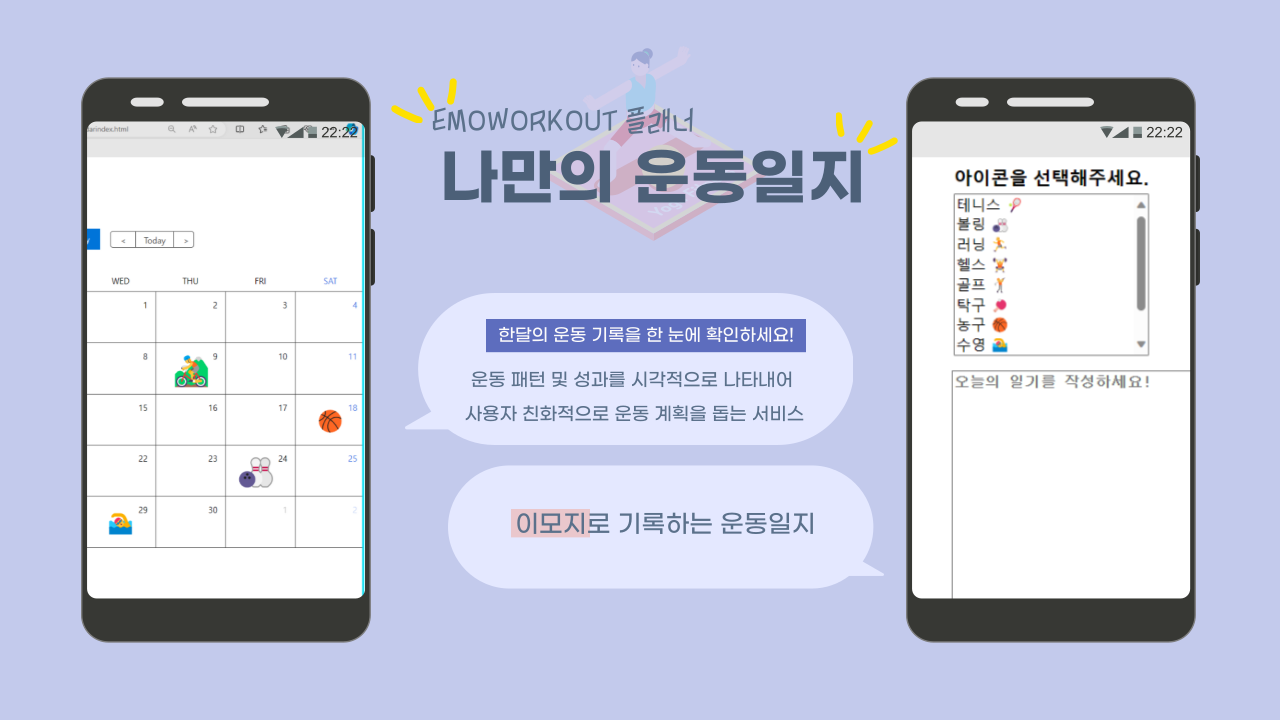 EMOWORKOUT 플래너
나만의 운동일지
한달의 운동 기록을 한 눈에 확인하세요!
운동 패턴 및 성과를 시각적으로 나타내어
사용자 친화적으로 운동 계획을 돕는 서비스
이모지로 기록하는 운동일지
darindex.html
22:22
y < Today >
WED THU FRI SAT
1 2 3 4
8 9 10 11
15 16 17 18
22 23 24 25
29 30 1 2
22:22
아이콘을 선택해주세요.
테니스 🎾
볼링 🎳
러닝 🏃
헬스 🏋
골프 🏌
탁구 🏓
농구 🏀
수영 🏊
오늘의 일기를 작성하세요!